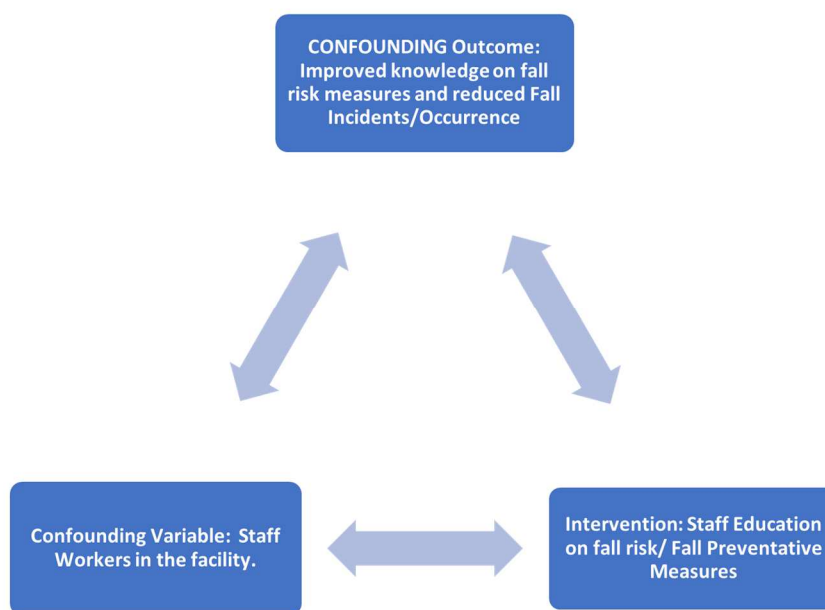 CONFOUNDING Outcome:
Improved knowledge on fall
risk measures and reduced Fall
Incidents/Occurrence
Confounding Variable: Staff
Workers in the facility.
Intervention: Staff Education
on fall risk/ Fall Preventative
Measures